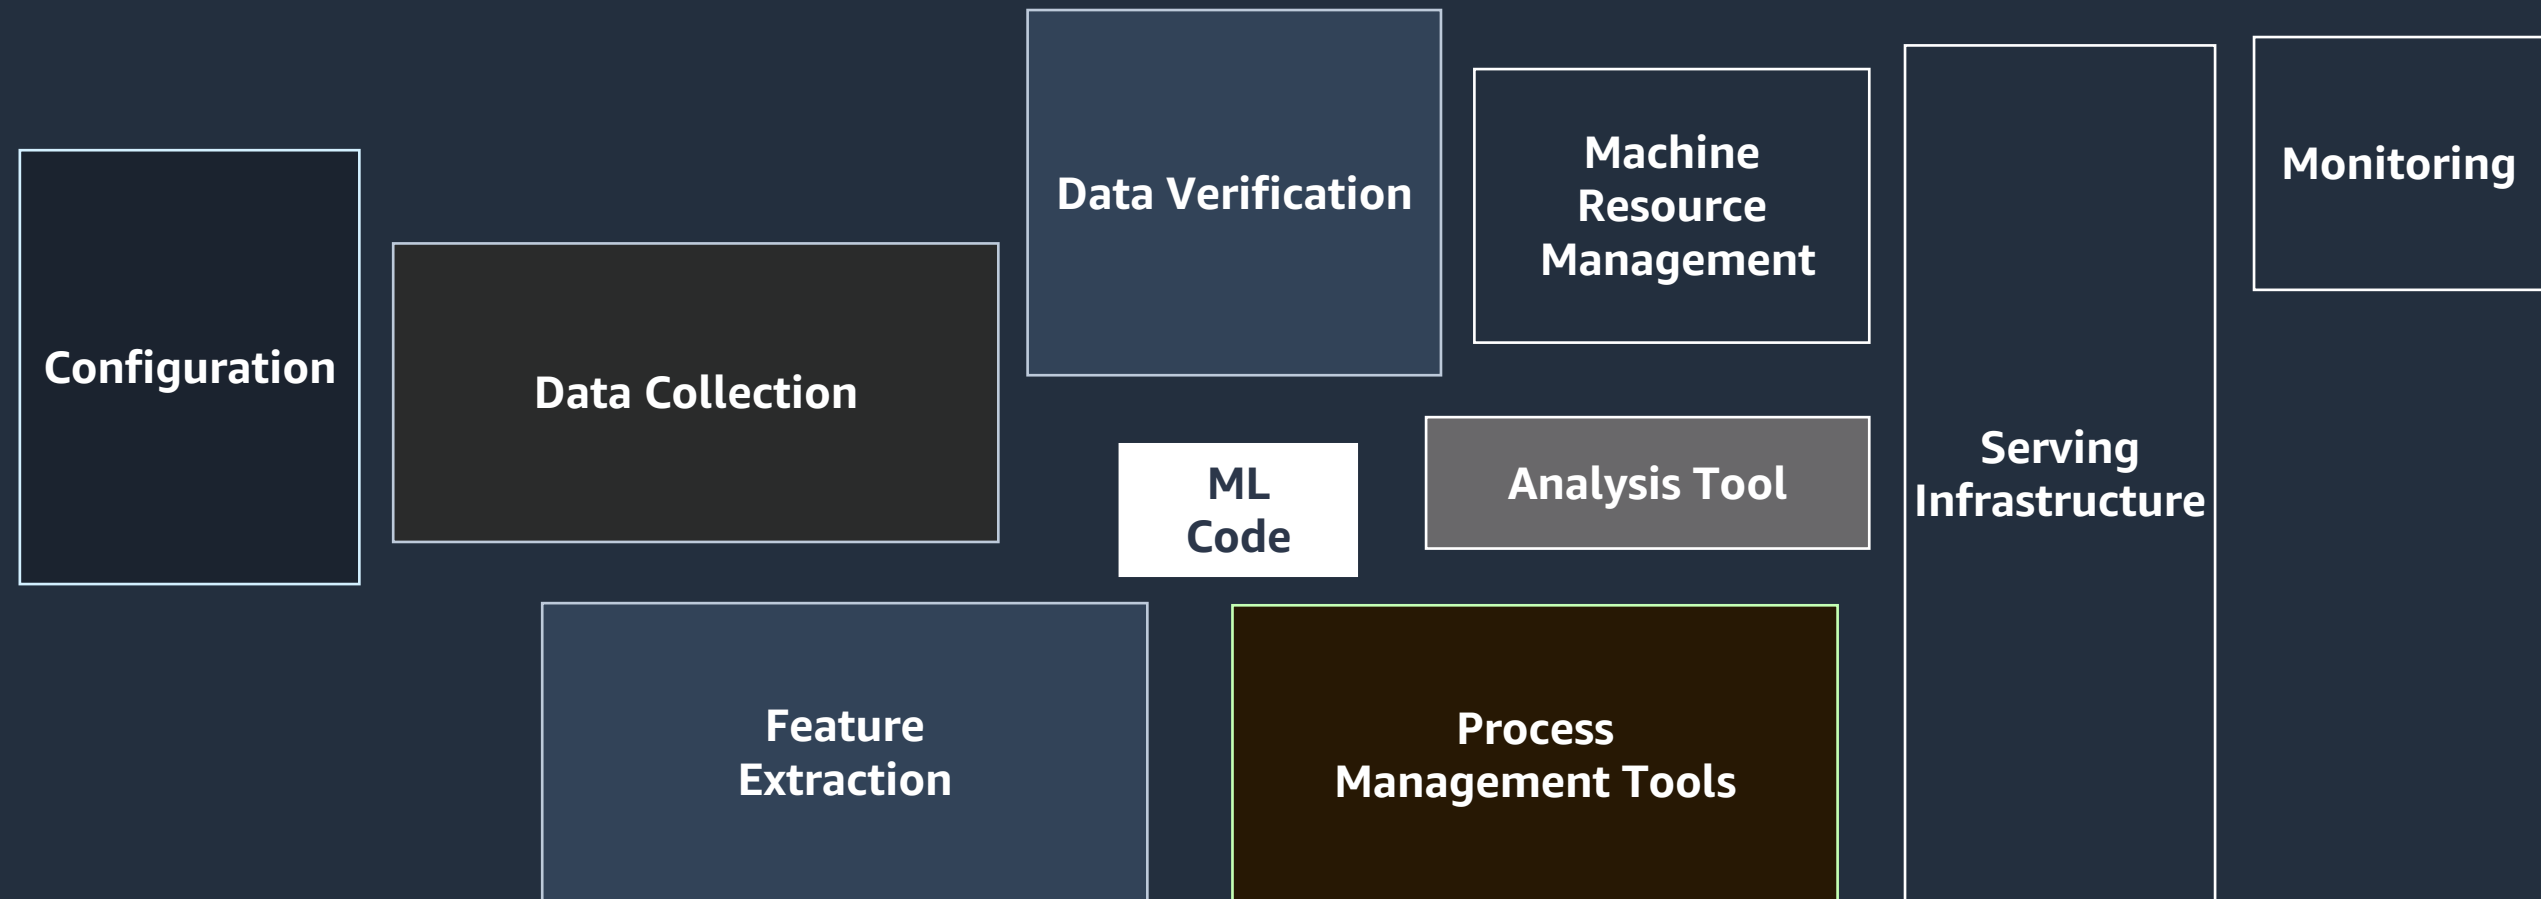 Configuration
Data Collection
Data Verification
Machine
Resource
Management
Monitoring
ML
Code
Analysis Tool
Serving
Infrastructure
Feature
Extraction
Process
Management Tools